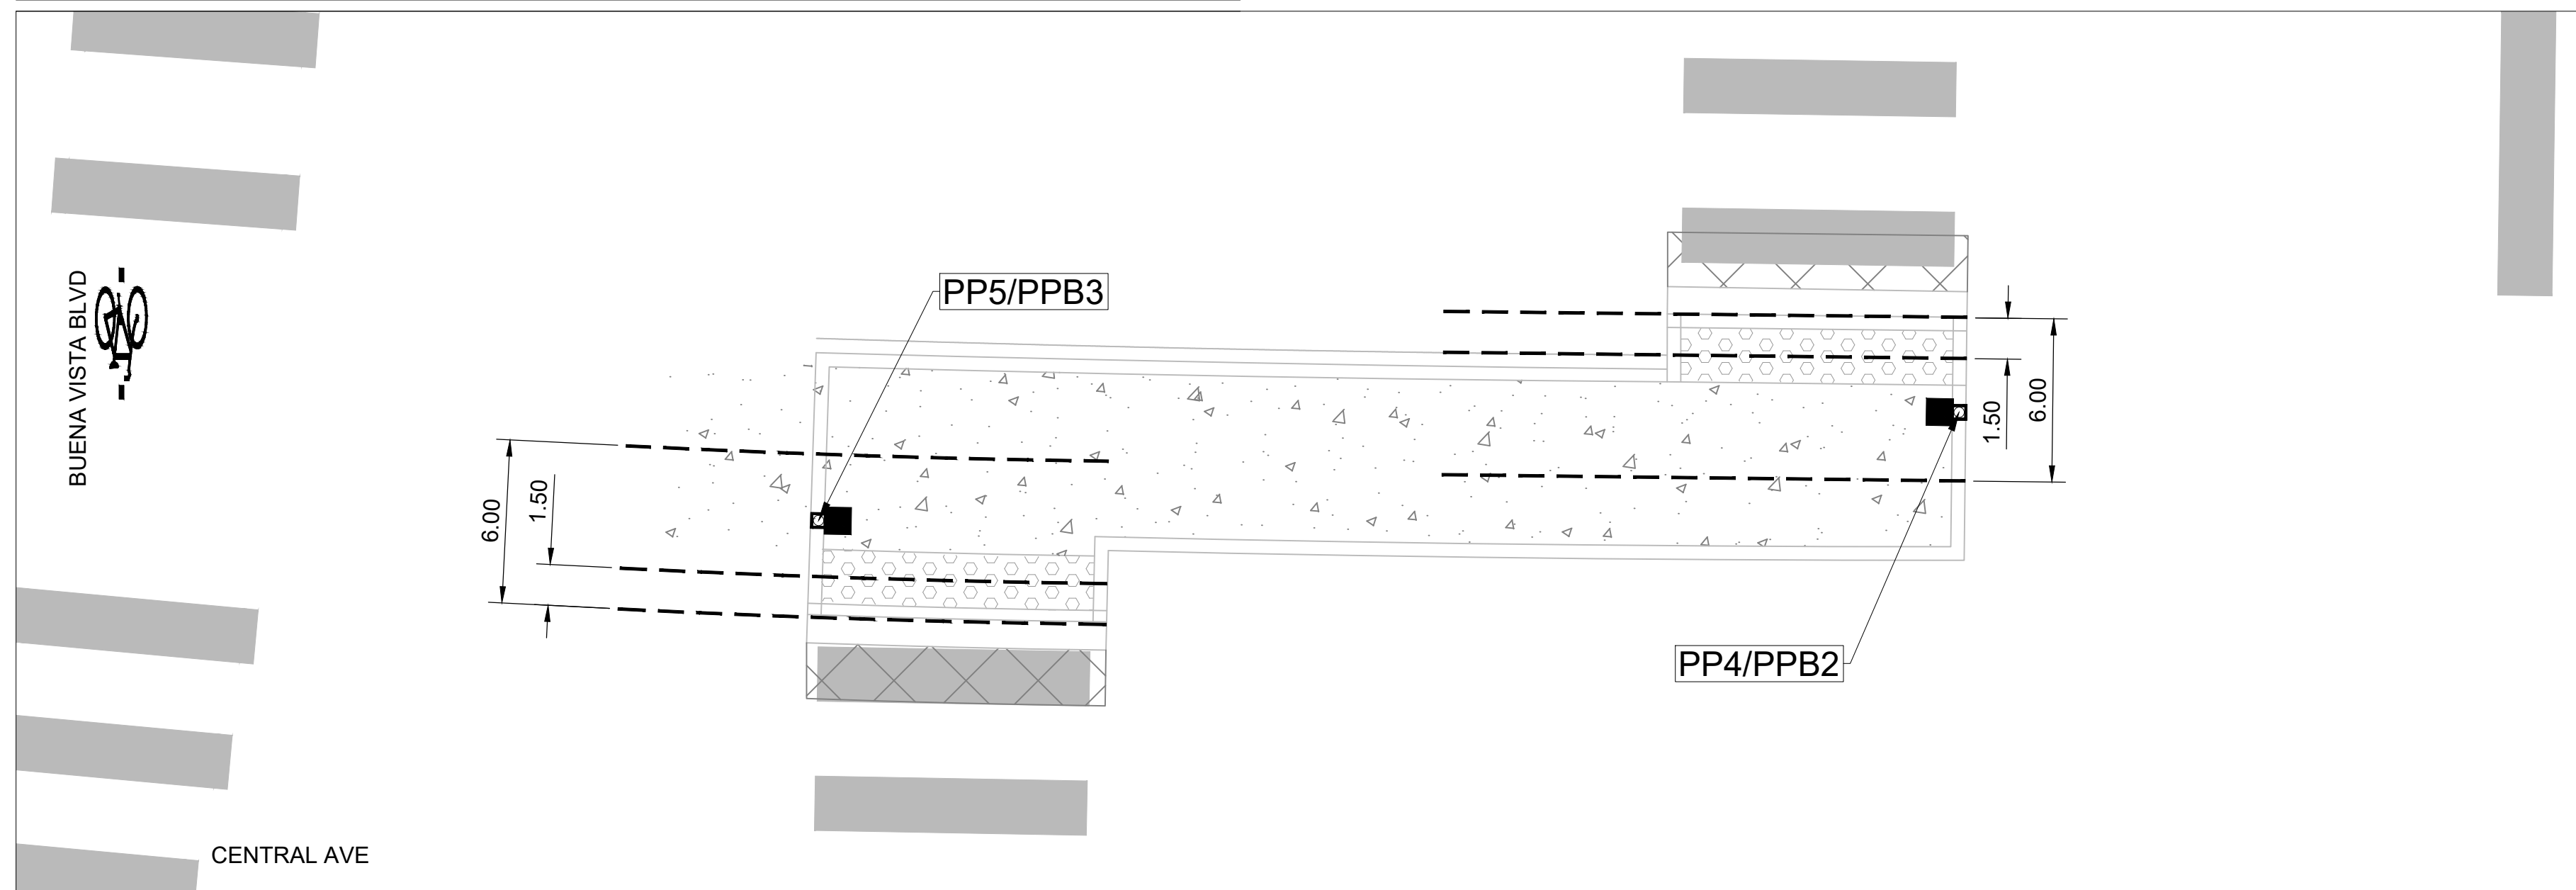 BUENA VISTA BLVD
PP5/PPB3
6.00
1.50
1.50
6.00
PP4/PPB2
CENTRAL AVE